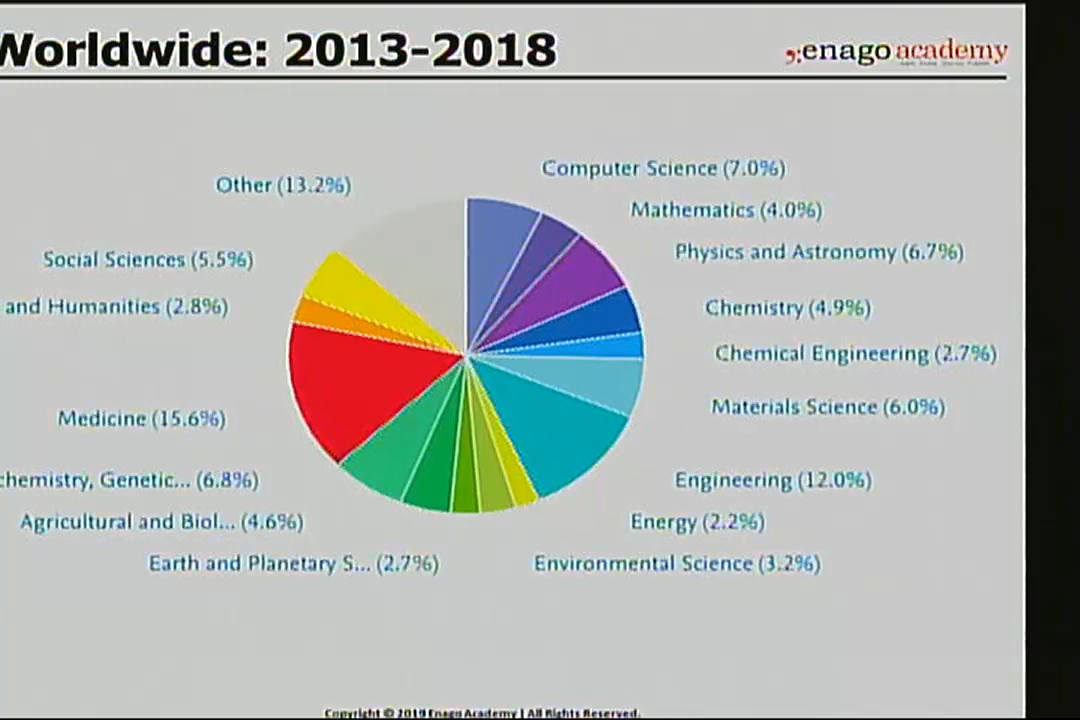 Worldwide: 2013-2018
enago academy
Other (13.2%)
Computer Science (7.0%)
Mathematics (4.0%)
Social Sciences (5.5%)
Physics and Astronomy (6.7%)
and Humanities (2.8%)
Chemistry (4.9%)
Chemical Engineering (2.7%)
Medicine (15.6%)
Materials Science (6.0%)
chemistry, Genetic... (6.8%)
Engineering (12.0%)
Agricultural and Biol... (4.6%)
Energy (2.2%)
Earth and Planetary S... (2.7%)
Environmental Science (3.2%)
Copyright © 2019 Enago Academy | All Rights Reserved.